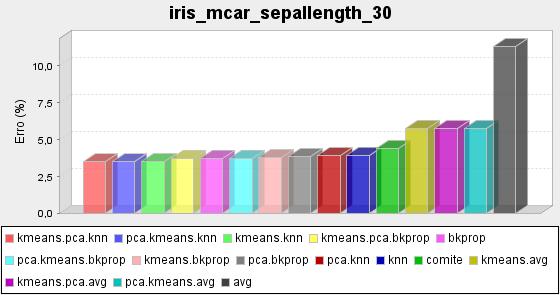 iris_mcar_sepallength_30
10,0
7,5
5,0
2,5
0,0
Erro (%)
kmeans.pca.knn pca.kmeans.knn kmeans.knn kmeans.pca.bkprop bkprop
pca.kmeans.bkprop kmeans.bkprop pca.bkprop pca.knn knn comite kmeans.avg
kmeans.pca.avg pca.kmeans.avg avg